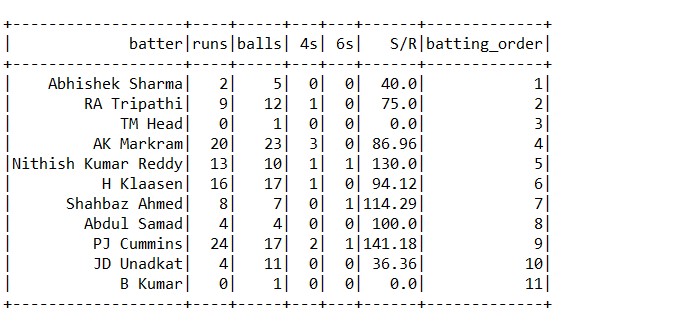 +--------------------+----+-----+---+---+------+-------------+
|              batter|runs|balls| 4s| 6s|   S/R|batting_order|
+--------------------+----+-----+---+---+------+-------------+
|     Abhishek Sharma|   2|    5|  0|  0|  40.0|            1|
|         RA Tripathi|   9|   12|  1|  0|  75.0|            2|
|             TM Head|   0|    1|  0|  0|   0.0|            3|
|          AK Markram|  20|   23|  3|  0| 86.96|            4|
|Nithish Kumar Reddy|  13|   10|  1|  1| 130.0|            5|
|           H Klaasen|  16|   17|  1|  0| 94.12|            6|
|       Shahbaz Ahmed|   8|    7|  0|  1|114.29|            7|
|         Abdul Samad|   4|    4|  0|  0| 100.0|            8|
|          PJ Cummins|  24|   17|  2|  1|141.18|            9|
|          JD Unadkat|   4|   11|  0|  0| 36.36|           10|
|             B Kumar|   0|    1|  0|  0|   0.0|           11|
+--------------------+----+-----+---+---+------+-------------+